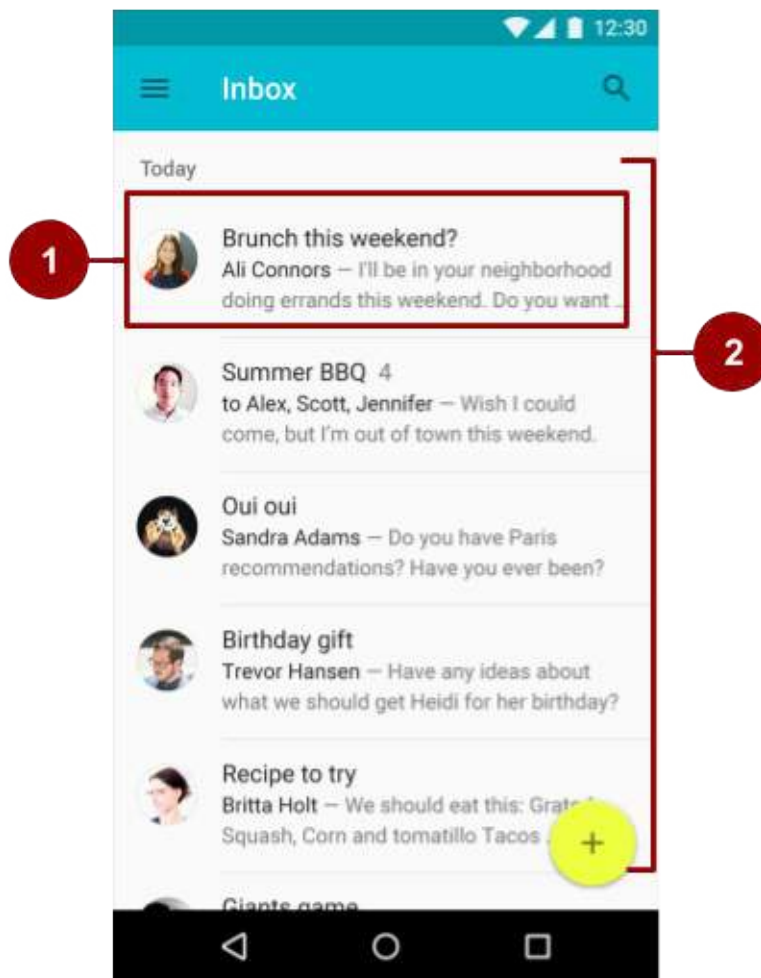 12:30
Inbox
Today
1
Brunch this weekend?
Ali Connors — I'll be in your neighborhood
doing errands this weekend. Do you want ..
2
Summer BBQ 4
to Alex, Scott, Jennifer — Wish I could
come, but I'm out of town this weekend.
Oui oui
Sandra Adams — Do you have Paris
recommendations? Have you ever been?
Birthday gift
Trevor Hansen — Have any ideas about
what we should get Heidi for her birthday?
Recipe to try
Britta Holt — We should eat this:
Squash, Corn and tomatillo Tacos
+
Giants game